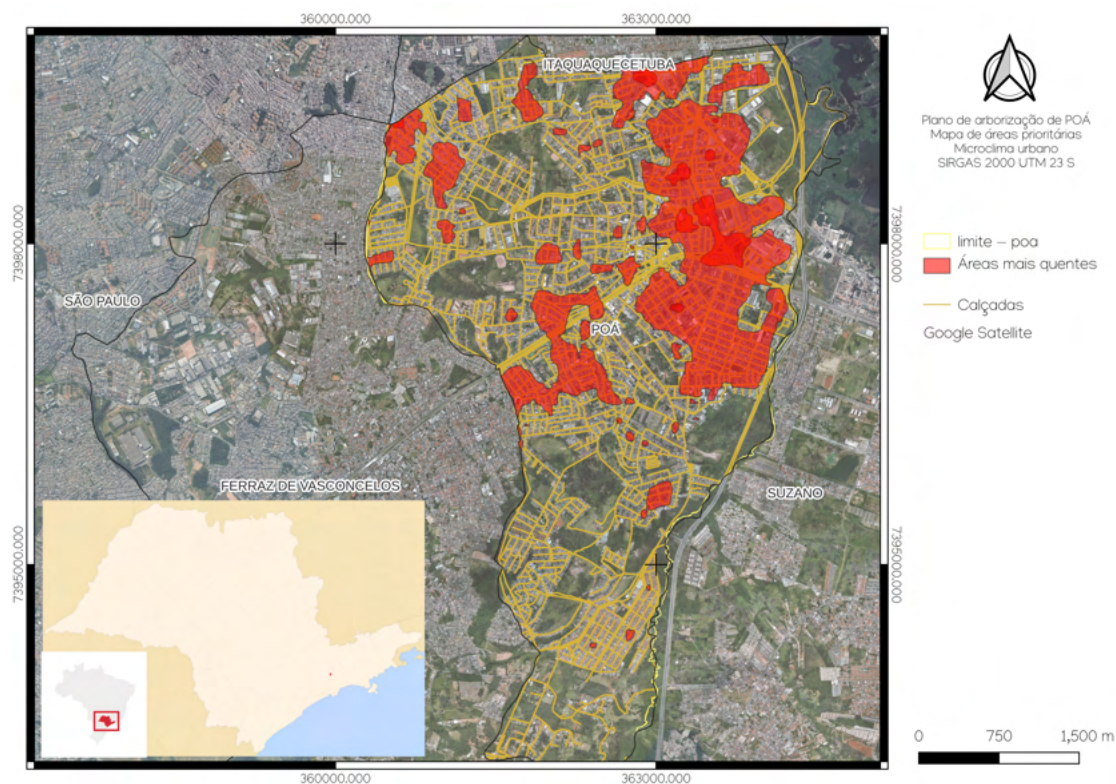 360000.000
363000.000
ITAQUAQUECETUBA
Plano de arborização de POÁ
Mapa de áreas prioritárias
Microclima urbano
SIRGAS 2000 UTM 23 S
7398000.000
7398000.000
limite – poa
Áreas mais quentes
SÃO PAULO
Calçadas
POÁ
Google Satellite
FERRAZ DE VASCONCELOS
SUZANO
7395000.000
7395000.000
0 750 1,500 m
360000.000
363000.000